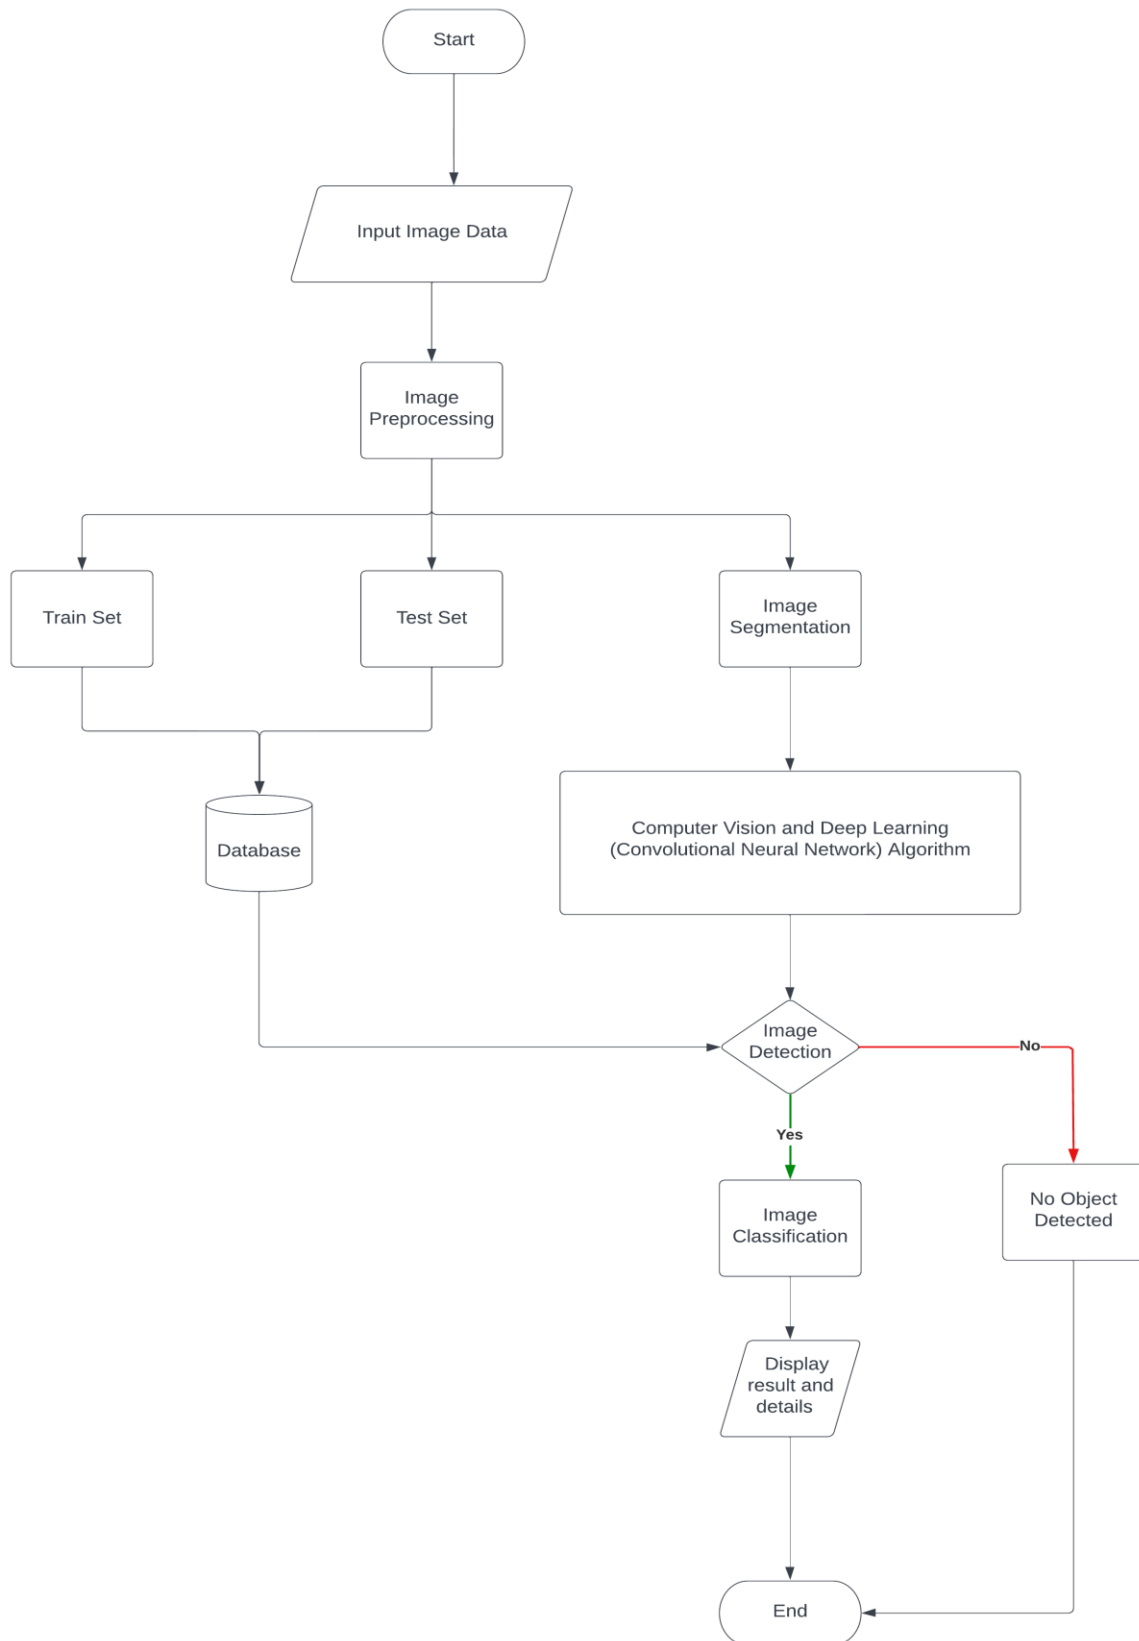 Start
Input Image Data
Image
Preprocessing
Train Set
Test Set
Image
Segmentation
Computer Vision and Deep Learning
(Convolutional Neural Network) Algorithm
Database
Image
Detection
No
Yes
Image
Classification
No Object
Detected
Display
result and
details
End